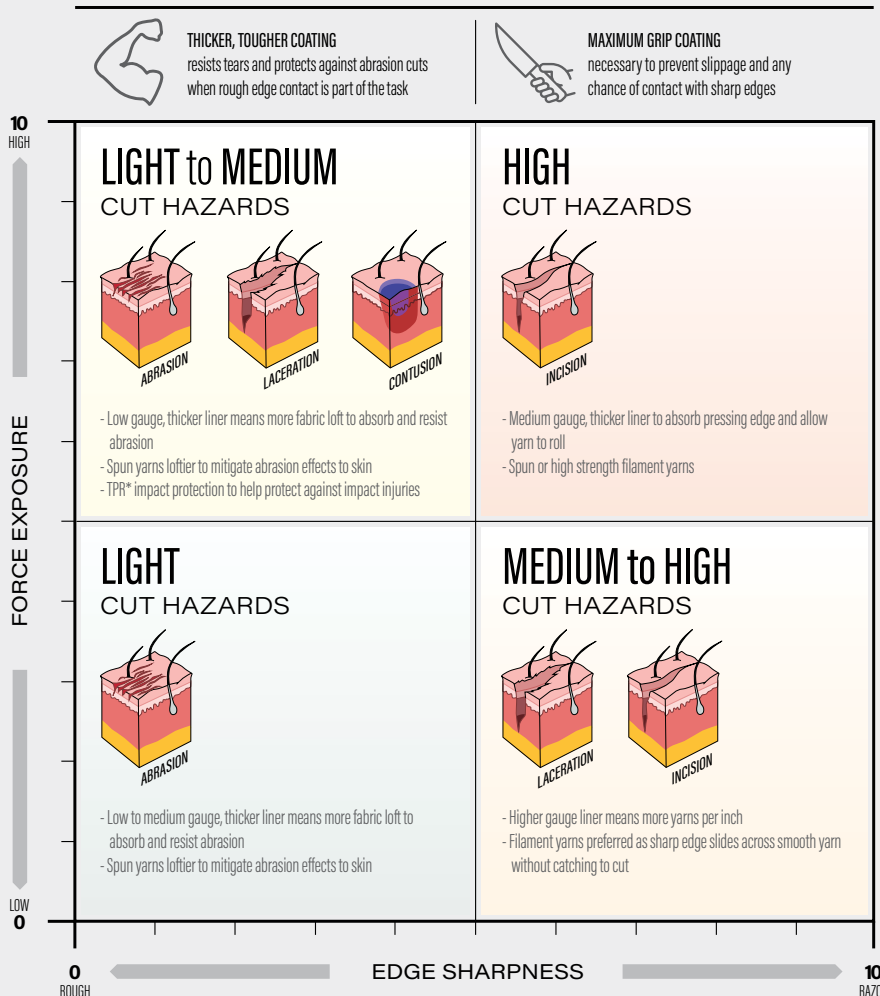 THICKER, TOUGHER COATING
resists tears and protects against abrasion cuts
when rough edge contact is part of the task
MAXIMUM GRIP COATING
necessary to prevent slippage and any
chance of contact with sharp edges
10
HIGH
FORCE EXPOSURE
LOW
0
LIGHT to MEDIUM
CUT HAZARDS
ABRASION
LACERATION
CONTUSION
- Low gauge, thicker liner means more fabric loft to absorb and resist
abrasion
- Spun yarns loftier to mitigate abrasion effects to skin
- TPR* impact protection to help protect against impact injuries
HIGH
CUT HAZARDS
INCISION
- Medium gauge, thicker liner to absorb pressing edge and allow
yarn to roll
- Spun or high strength filament yarns
LIGHT
CUT HAZARDS
ABRASION
- Low to medium gauge, thicker liner means more fabric loft to
absorb and resist abrasion
- Spun yarns loftier to mitigate abrasion effects to skin
MEDIUM to HIGH
CUT HAZARDS
LACERATION
INCISION
- Higher gauge liner means more yarns per inch
- Filament yarns preferred as sharp edge slides across smooth yarn
without catching to cut
0
ROUGH
EDGE SHARPNESS
10